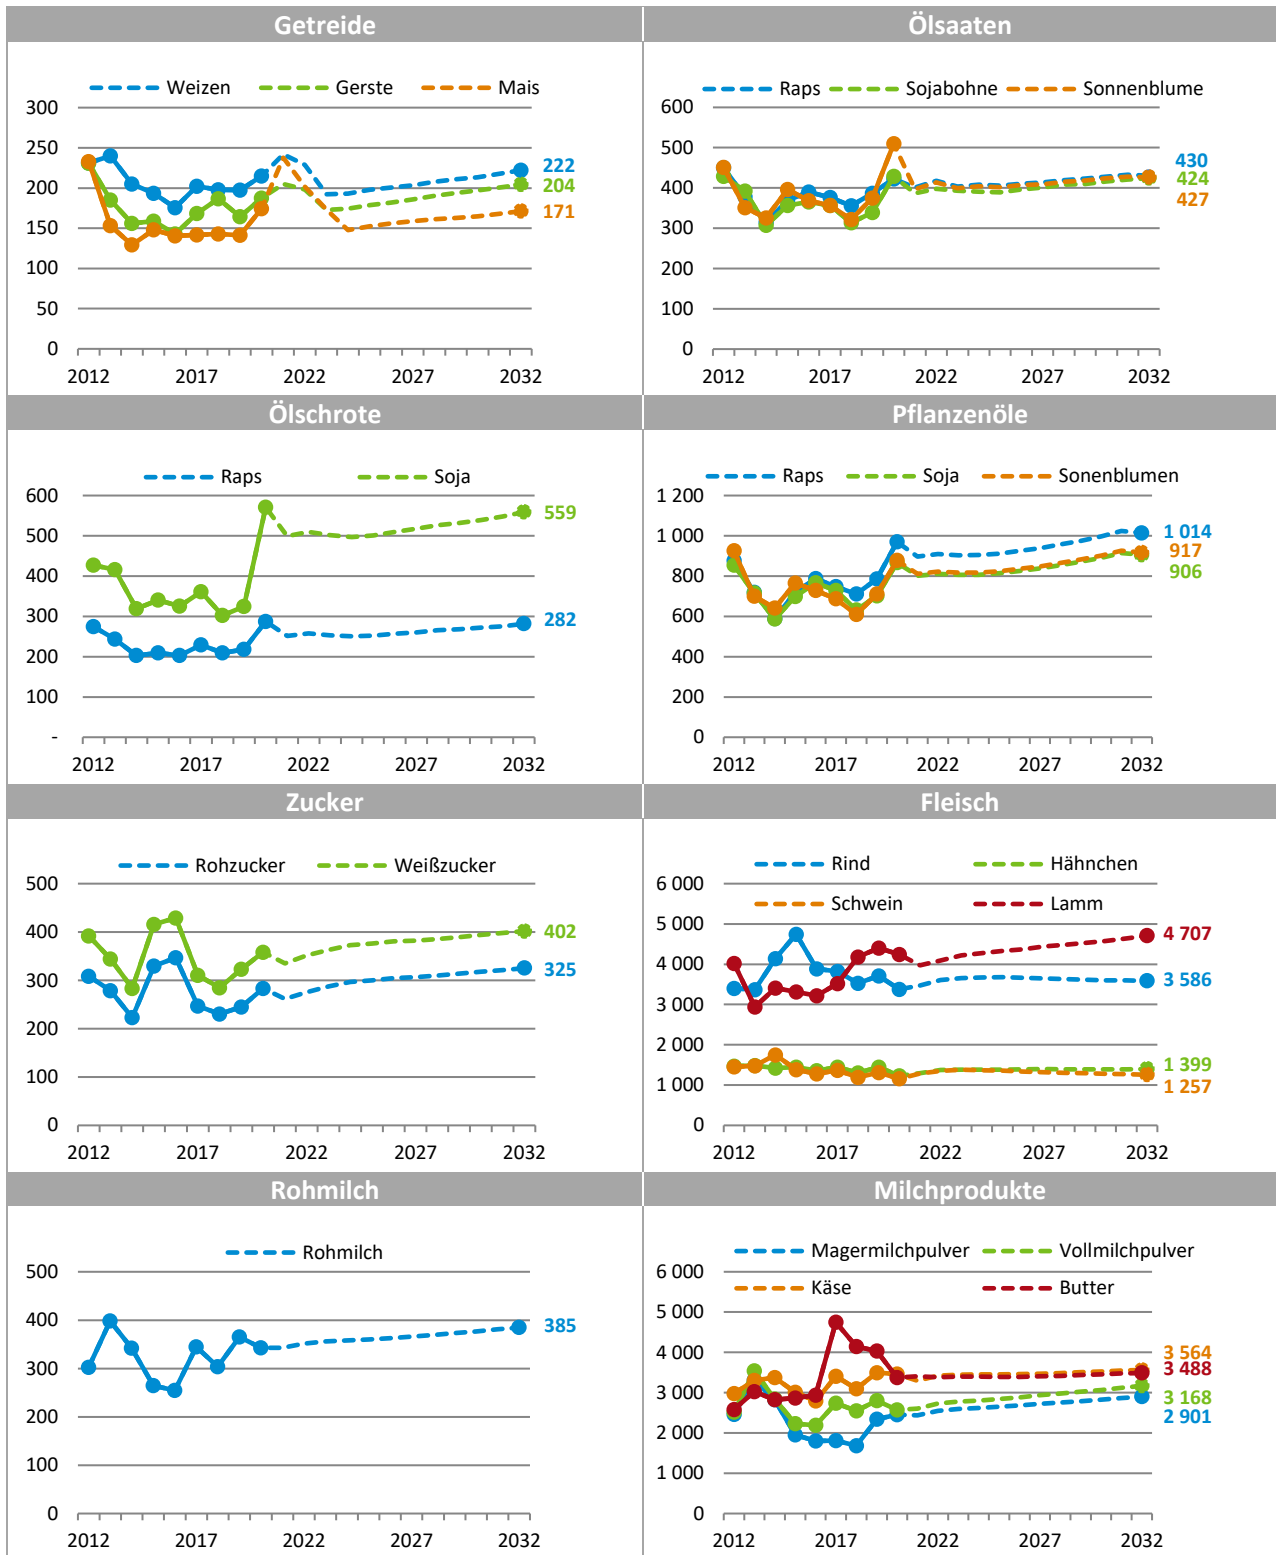 Getreide
Weizen Gerste Mais
300
250
200
150
100
50
0
222
204
171
2012 2017 2022 2027 2032
Ölsaaten
Raps Sojabohne Sonnenblume
600
500
400
300
200
100
0
430
424
427
2012 2017 2022 2027 2032
Ölschrote
Raps Soja
600
500
400
300
200
100
-
559
282
2012 2017 2022 2027 2032
Pflanzenöle
Raps Soja Sonenblumen
1 200
1 000
800
600
400
200
0
1 014
917
906
2012 2017 2022 2027 2032
Zucker
Rohzucker Weißzucker
500
400
300
200
100
0
402
325
2012 2017 2022 2027 2032
Fleisch
Rind Hähnchen
Schwein Lamm
6 000
5 000
4 000
3 000
2 000
1 000
0
4 707
3 586
1 399
1 257
2012 2017 2022 2027 2032
Rohmilch
Rohmilch
500
400
300
200
100
0
385
2012 2017 2022 2027 2032
Milchprodukte
Magermilchpulver Vollmilchpulver
Käse Butter
6 000
5 000
4 000
3 000
2 000
1 000
0
3 564
3 488
3 168
2 901
2012 2017 2022 2027 2032